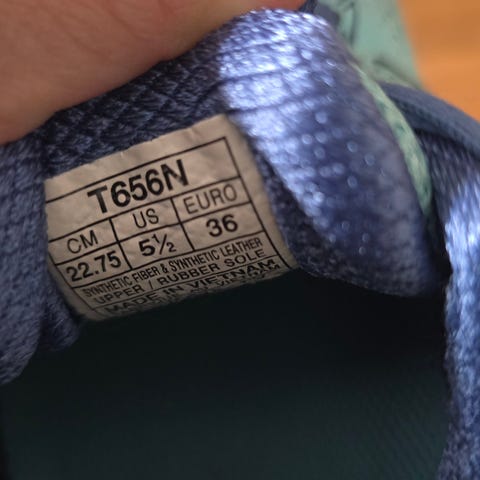 T656N
CM US EURO
22.75 5½ 36
SYNTHETIC FIBER & SYNTHETIC LEATHER
UPPER / RUBBER SOLE
MADE IN VIETNAM